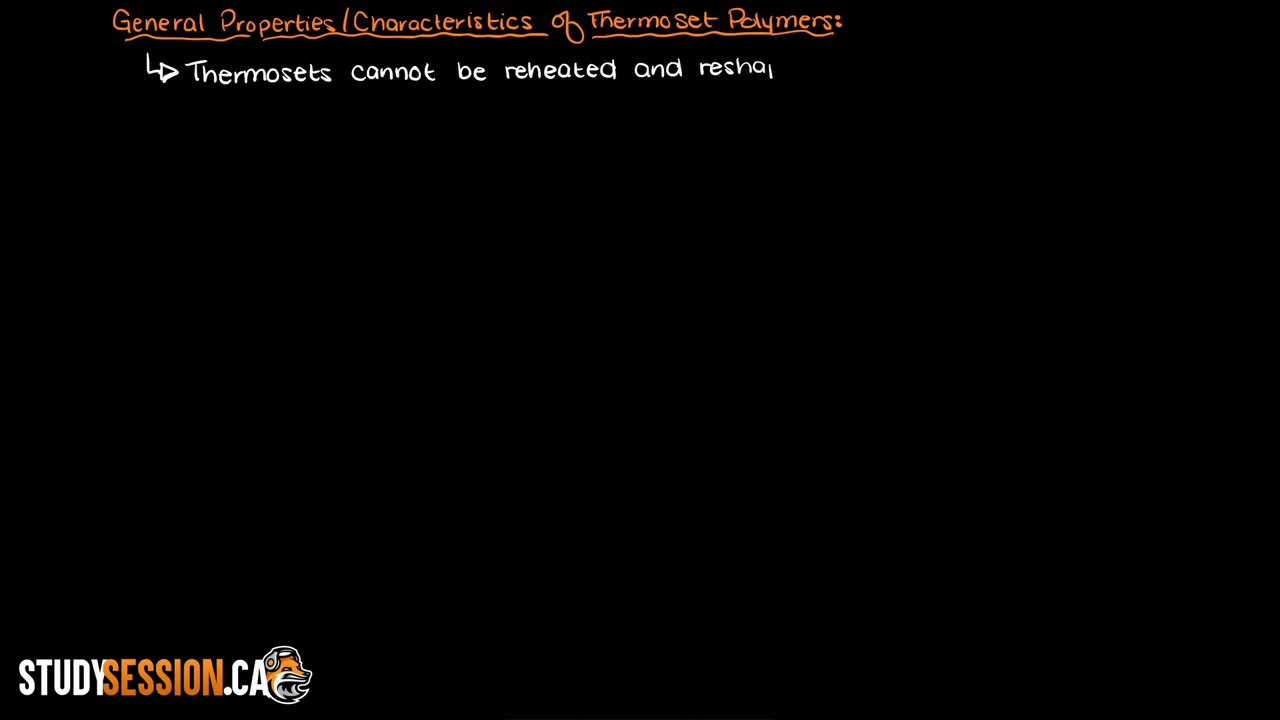 General Properties/Characteristics of Thermoset Polymers:
Thermosets cannot be reheated and resha
STUDYSESSION.CA